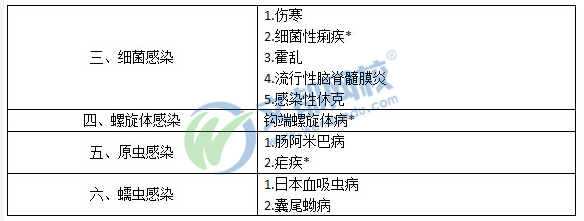 三、细菌感染
1.伤寒
2.细菌性痢疾*
3.霍乱
4.流行性脑脊髓膜炎
5.感染性休克
四、螺旋体感染
钩端螺旋体病*
五、原虫感染
1.肠阿米巴病
2.疟疾*
六、蠕虫感染
1.日本血吸虫病
2.囊尾蚴病